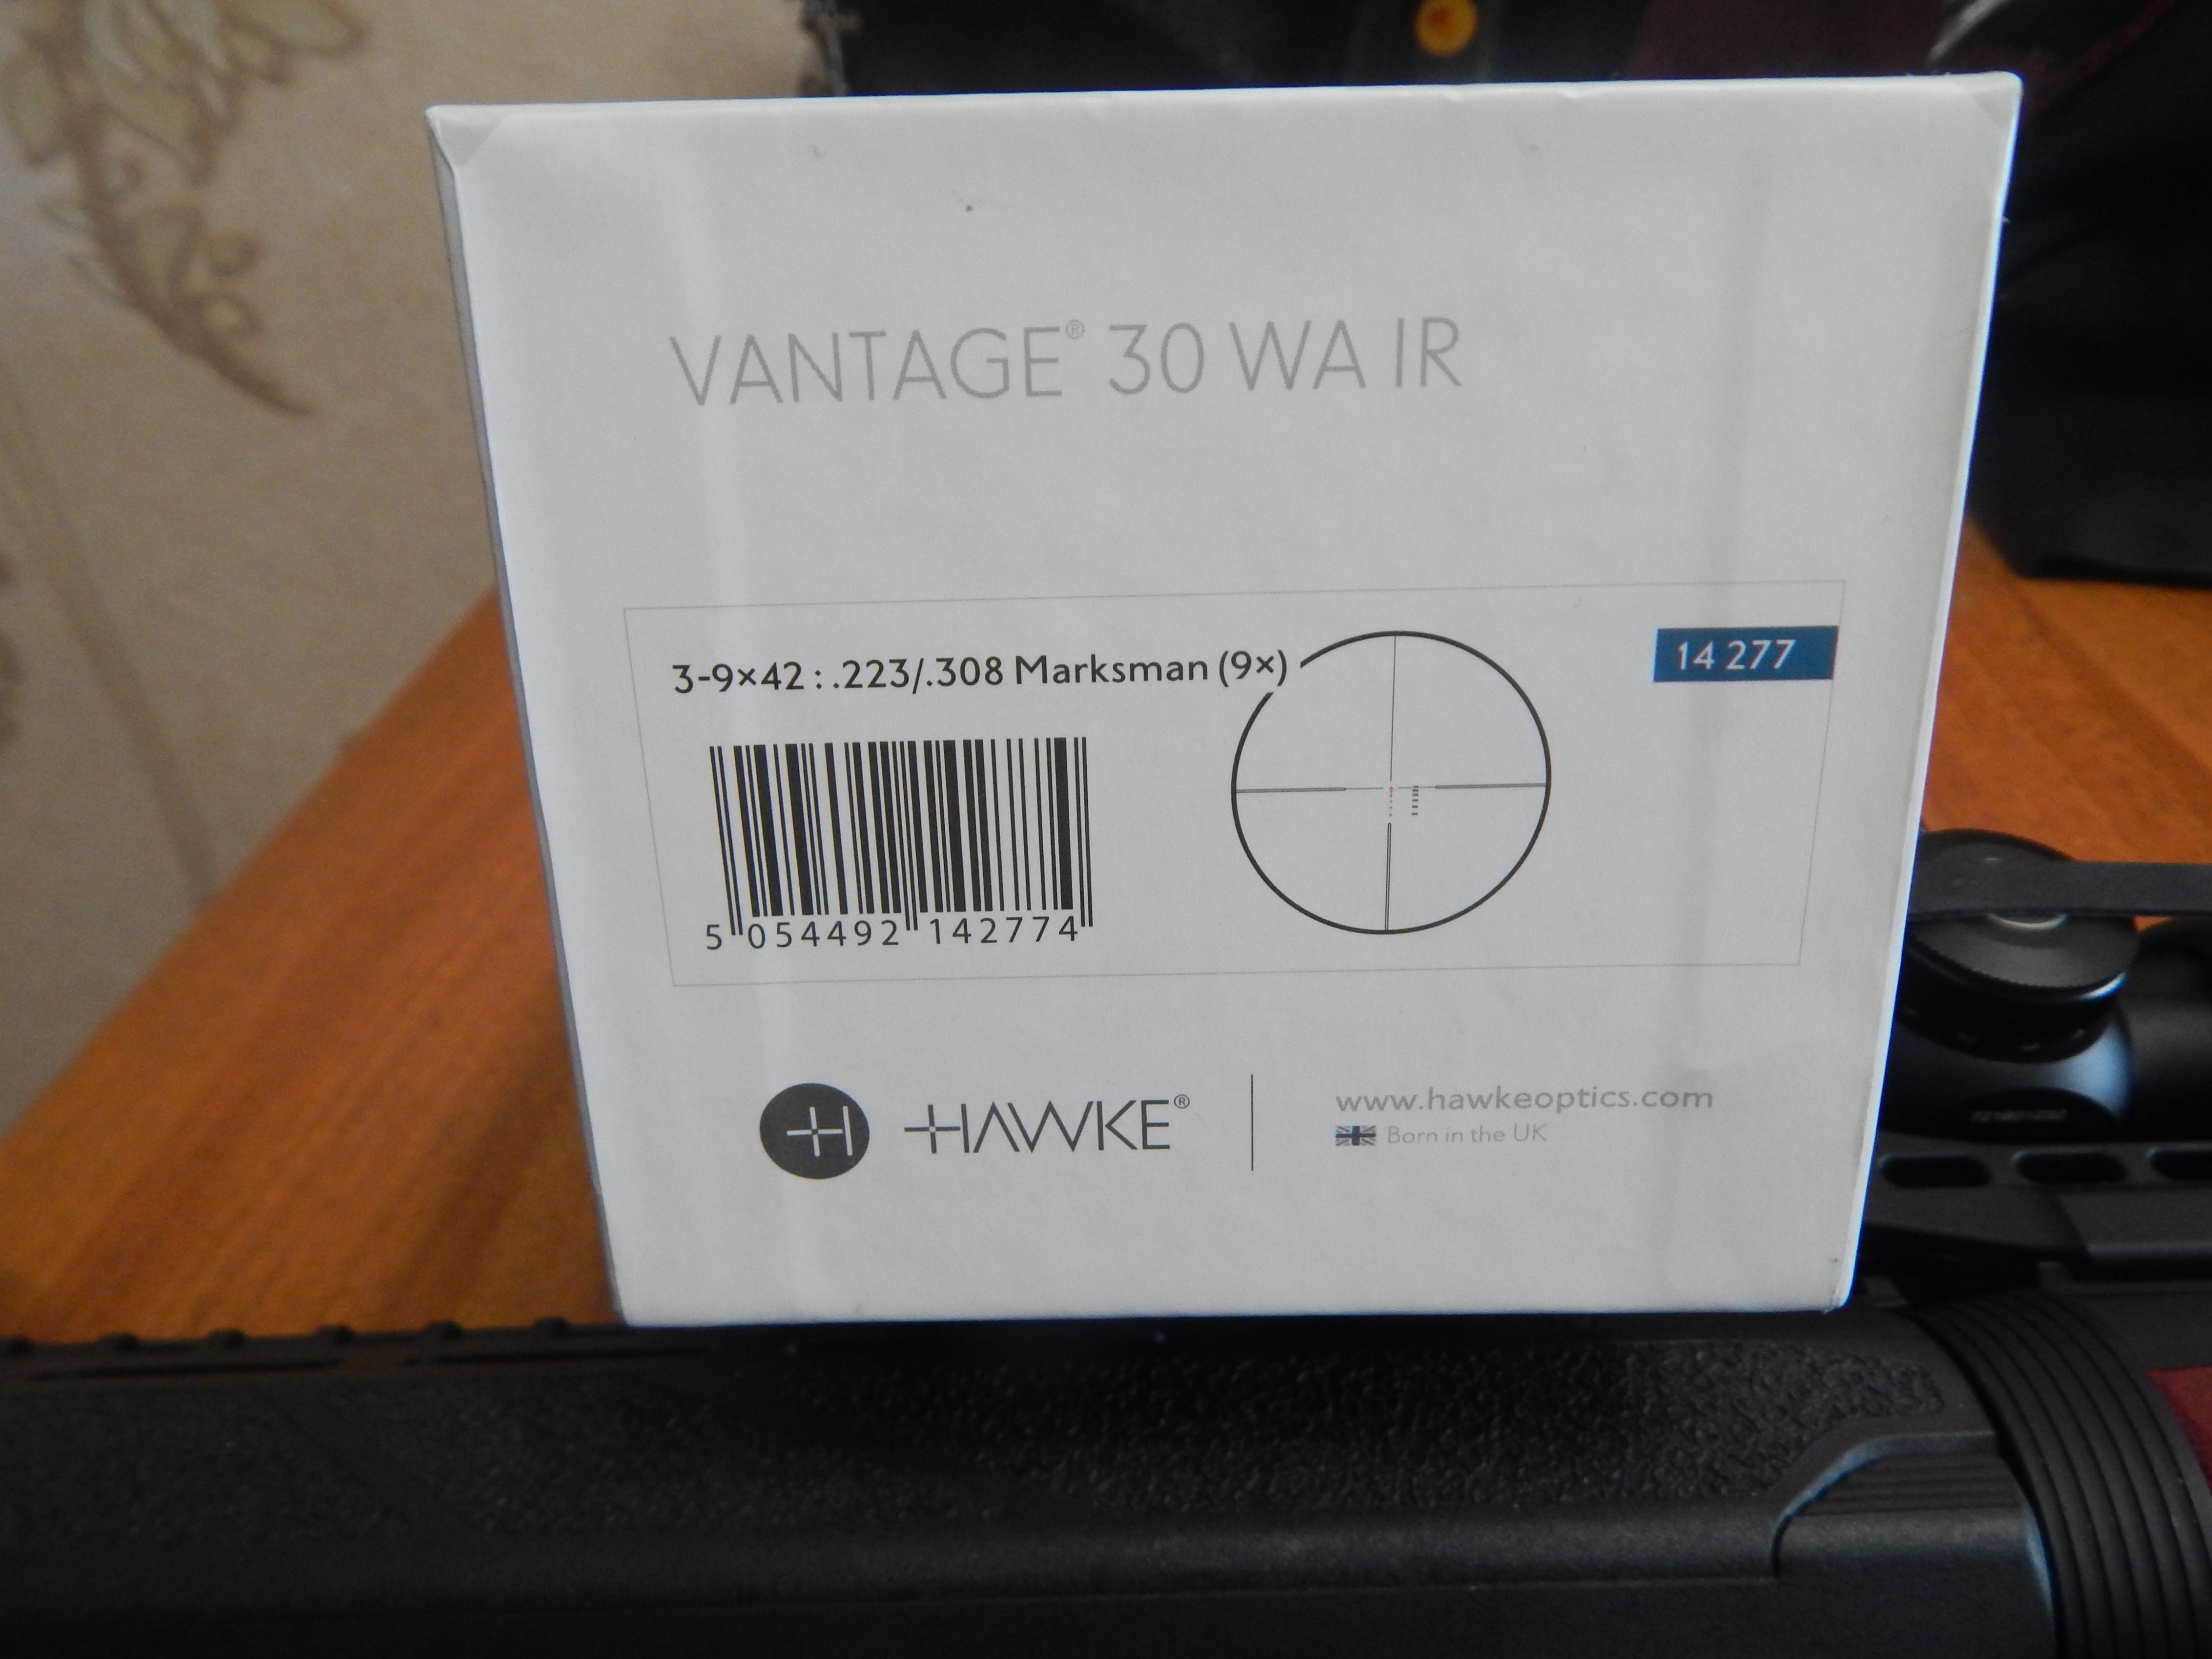 VANTAGE® 30 WA IR
3-9×42 : .223/.308 Marksman (9×)
14 277
5 054492 142774
HAWKE®
www.hawkeoptics.com
Born in the UK